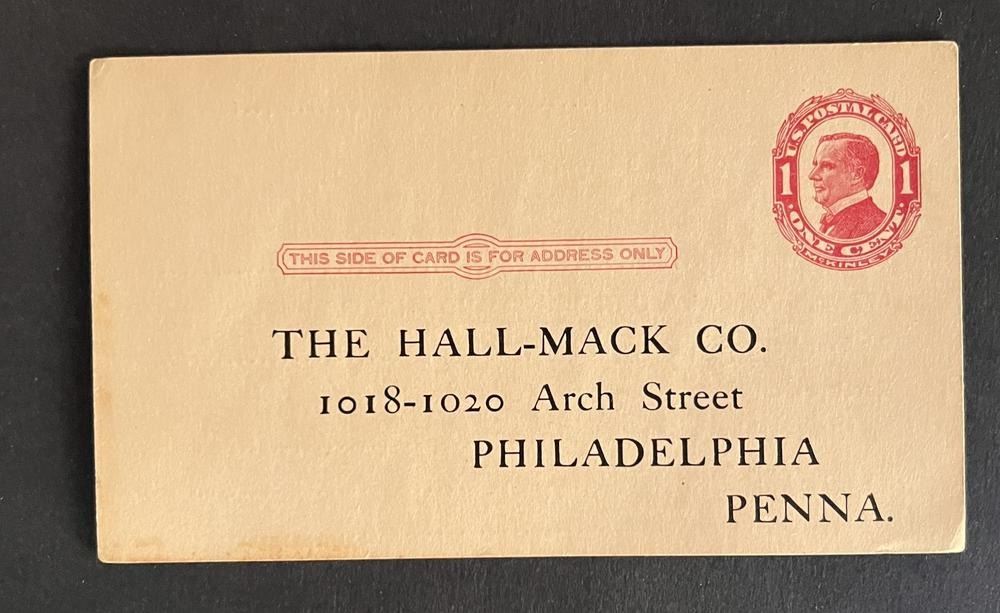 U.S. POSTAL CARD
1 1
· ONE CENT. ·
McKINLEY
THIS SIDE OF CARD IS FOR ADDRESS ONLY
THE HALL-MACK CO.
1018-1020 Arch Street
PHILADELPHIA
PENNA.